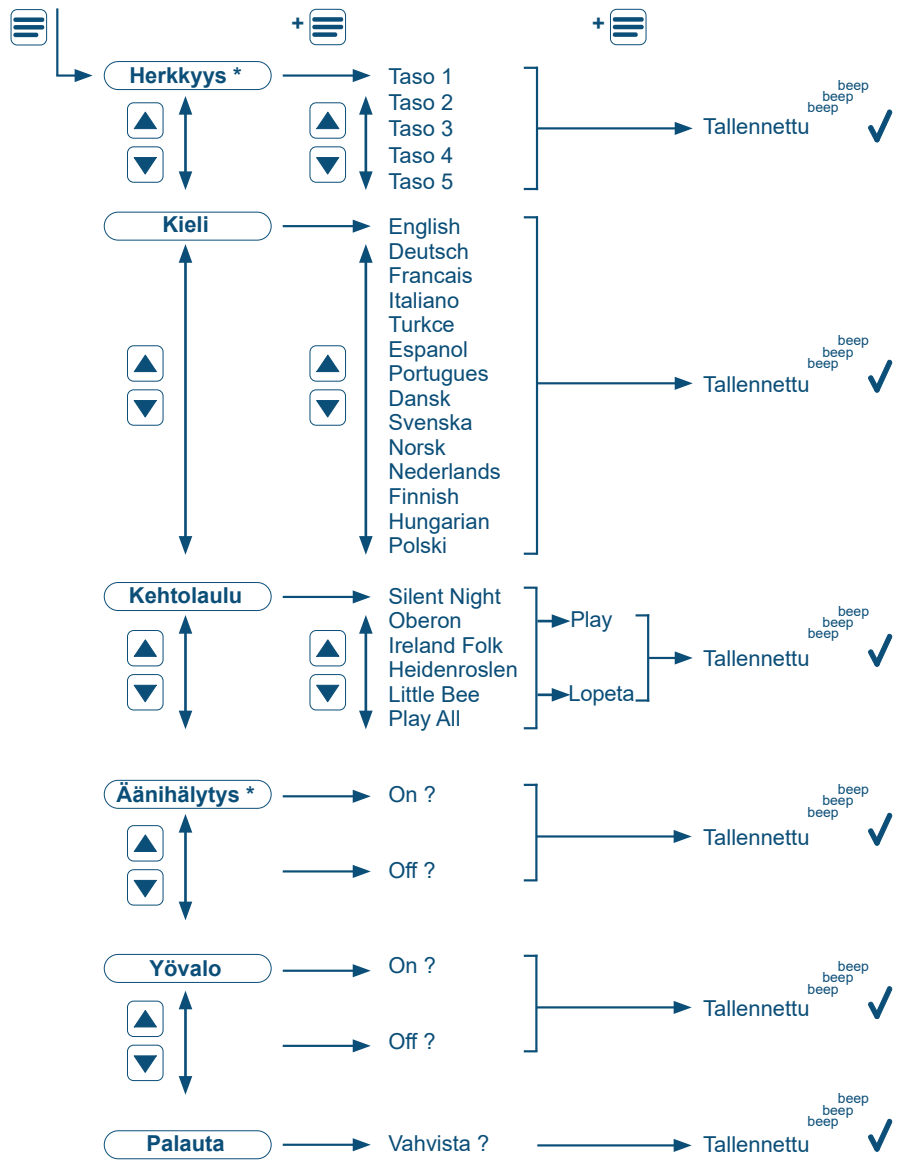 +
+
Herkkyys *
Taso 1
Taso 2
Taso 3
Taso 4
Taso 5
Tallennettu
beep
beep
beep
Kieli
English
Deutsch
Francais
Italiano
Turkce
Espanol
Portugues
Dansk
Svenska
Norsk
Nederlands
Finnish
Hungarian
Polski
Tallennettu
beep
beep
beep
Kehtolaulu
Silent Night
Oberon
Ireland Folk
Heidenroslen
Little Bee
Play All
Play
Lopeta
Tallennettu
beep
beep
beep
Äänihälytys *
On ?
Off ?
Tallennettu
beep
beep
beep
Yövalo
On ?
Off ?
Tallennettu
beep
beep
beep
Palauta
Vahvista ?
Tallennettu
beep
beep
beep